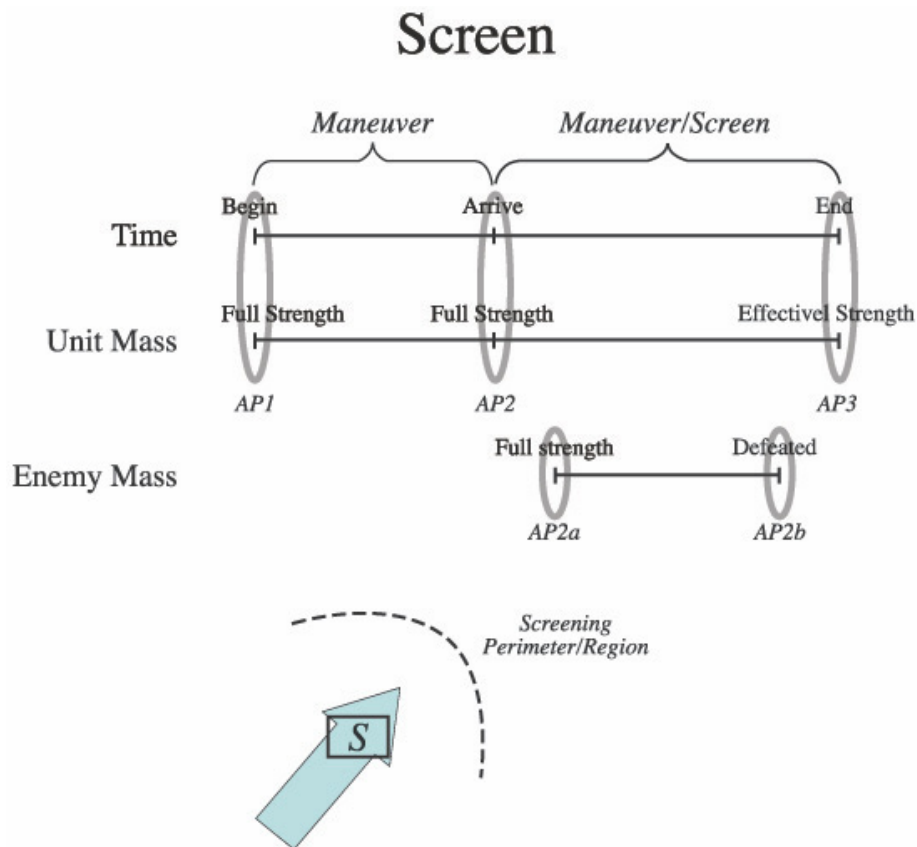 Screen
Maneuver
Maneuver/Screen
Begin
Arrive
End
Time
Full Strength
Full Strength
Effectivel Strength
Unit Mass
AP1
AP2
AP3
Full strength
Defeated
Enemy Mass
AP2a
AP2b
Screening
Perimeter/Region
S